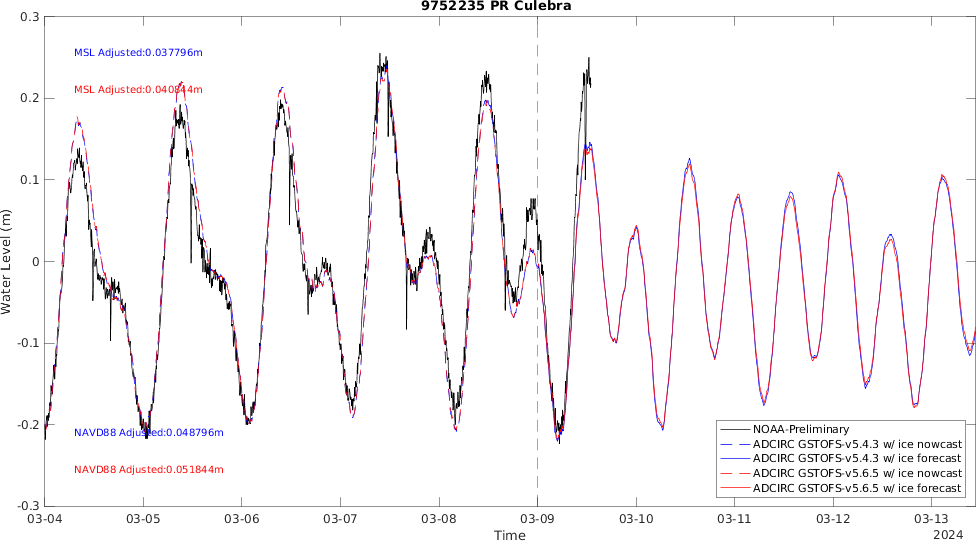 9752235 PR Culebra
0.3
0.2
0.1
0
-0.1
-0.2
-0.3
Water Level (m)
MSL Adjusted:0.037796m
MSL Adjusted:0.040844m
NAVD88 Adjusted:0.048796m
NAVD88 Adjusted:0.051844m
NOAA-Preliminary
ADCIRC GSTOFS-v5.4.3 w/ ice nowcast
ADCIRC GSTOFS-v5.4.3 w/ ice forecast
ADCIRC GSTOFS-v5.6.5 w/ ice nowcast
ADCIRC GSTOFS-v5.6.5 w/ ice forecast
03-04 03-05 03-06 03-07 03-08 03-09 03-10 03-11 03-12 03-13
Time
2024